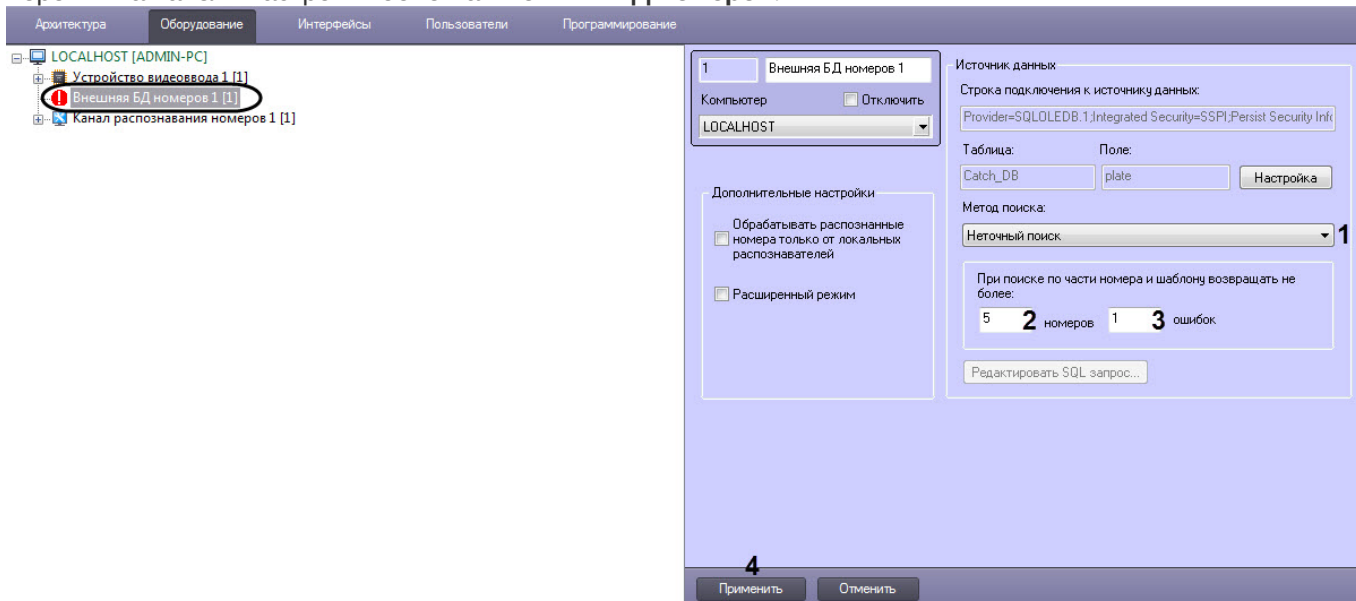 Архитектура Оборудование Интерфейсы Пользователи Программирование
LOCALHOST [ADMIN-PC]
Устройство видеоввода 1 [1]
Внешняя БД номеров 1 [1]
Канал распознавания номеров 1 [1]
1 Внешняя БД номеров 1
Компьютер Отключить
LOCALHOST
Дополнительные настройки
Обрабатывать распознанные
номера только от локальных
распознавателей
Расширенный режим
Источник данных
Строка подключения к источнику данных:
Provider=SQLOLEDB.1;Integrated Security=SSPI;Persist Security Info
Таблица: Поле:
Catch_DB plate Настройка
Метод поиска:
Неточный поиск 1
При поиске по части номера и шаблону возвращать не
более:
5 2 номеров 1 3 ошибок
Редактировать SQL запрос...
4
Применить Отменить